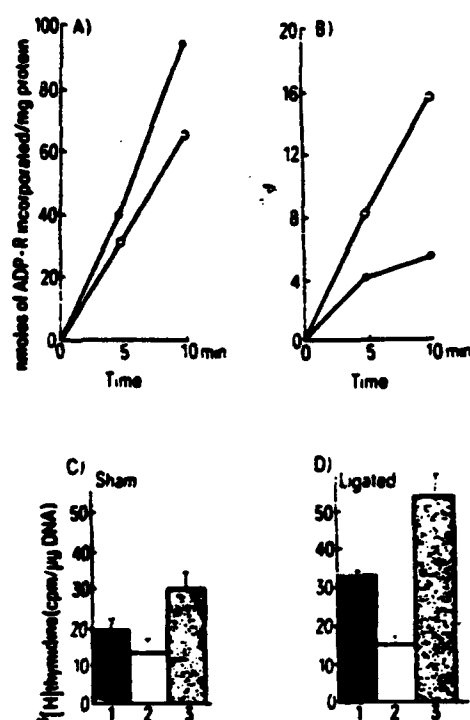 A)
100
80
60
40
20
0
0 5 10 min
Time
nmoles of ADP-R incorporated/mg protein
B)
20
16
12
8
4
0
0 5 10 min
Time
C)
Sham
50
40
30
20
10
0
1 2 3
[H]thymidine(cpm/µg DNA)
D)
Ligated
50
40
30
20
10
0
1 2 3